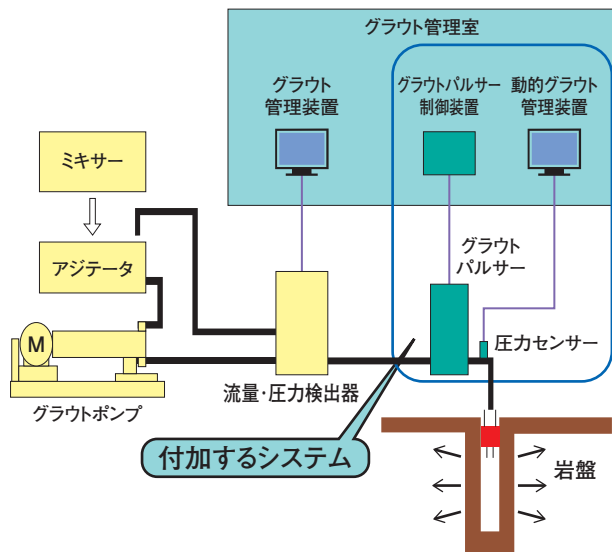 グラウト管理室
グラウト
管理装置
グラウトパルサー
制御装置
動的グラウト
管理装置
ミキサー
アジテータ
グラウト
パルサー
M
圧力センサー
流量・圧力検出器
グラウトポンプ
付加するシステム
岩盤